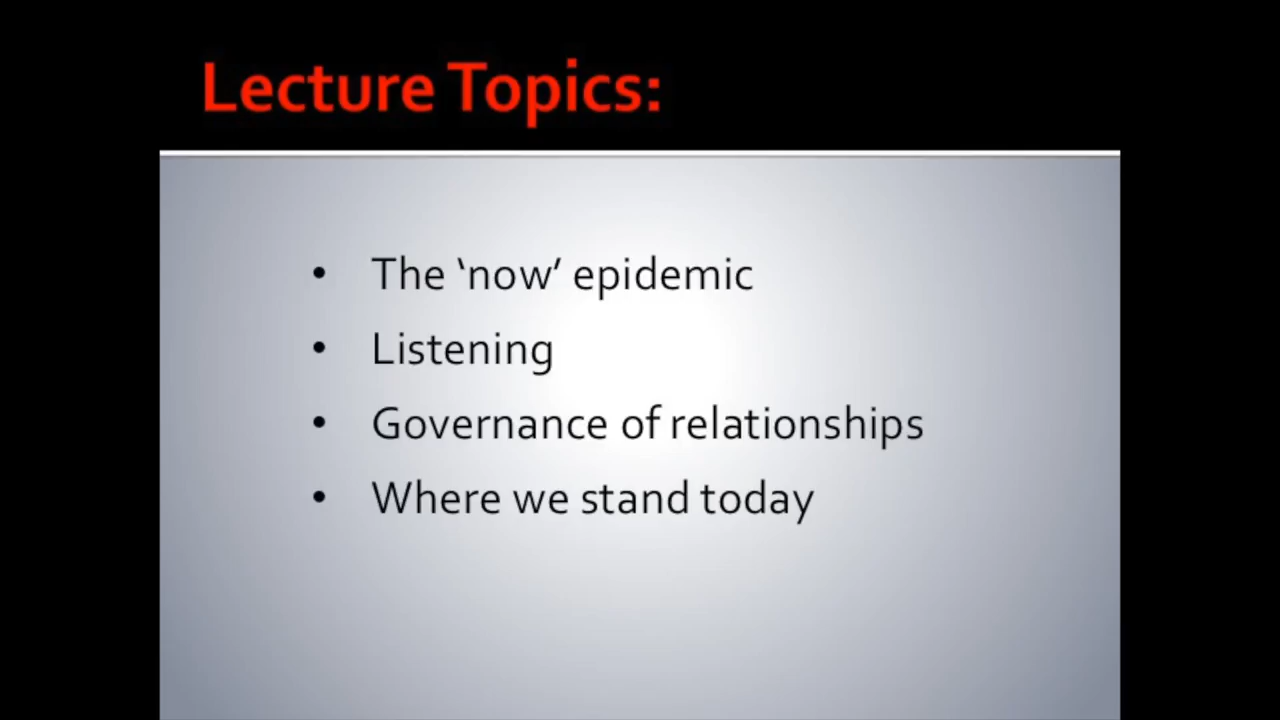 Lecture Topics:
• The ‘now’ epidemic
• Listening
• Governance of relationships
• Where we stand today